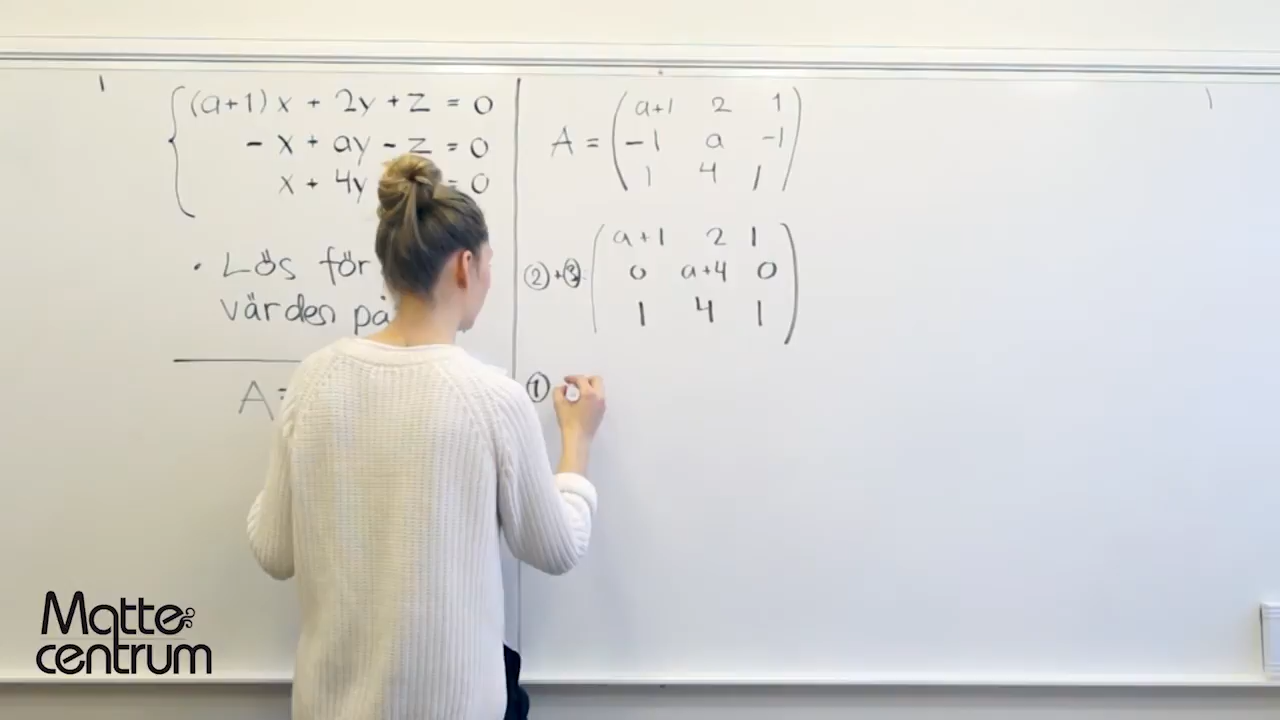 (a+1)x + 2y + z = 0
- x + ay - z = 0
x + 4y = 0
• Lös för
värden på
A =
A = ( a+1 2 1
-1 a -1
1 4 1 )
( a+1 2 1
②+③: 0 a+4 0
1 4 1 )
①
Matte
centrum